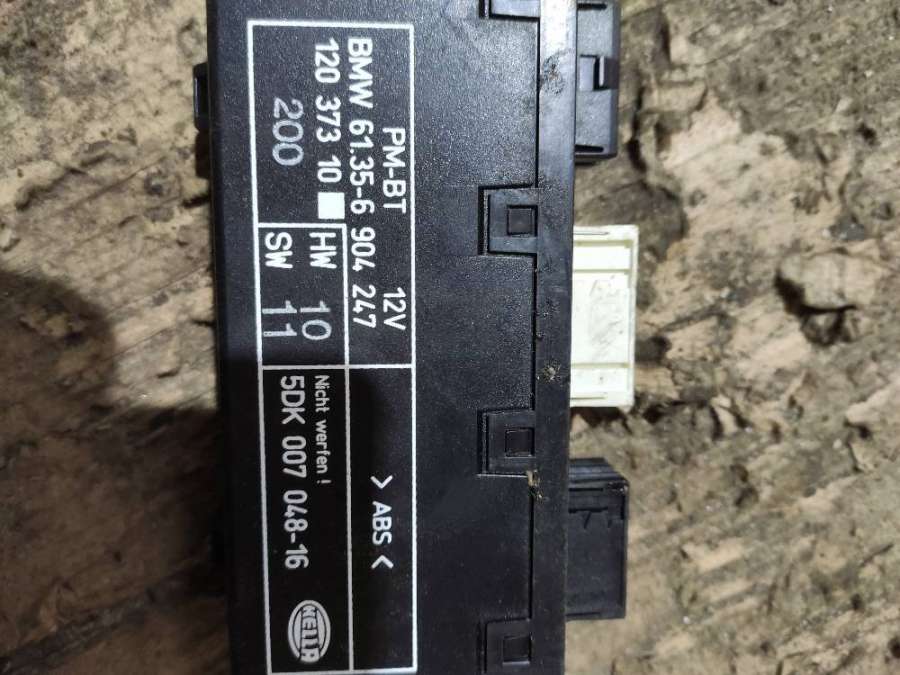 PM-BT 12V
BMW 61.35-6 904 247
120 373 10
200
HW 10
SW 11
> ABS <
Nicht werfen!
5DK 007 048-16
HELLA